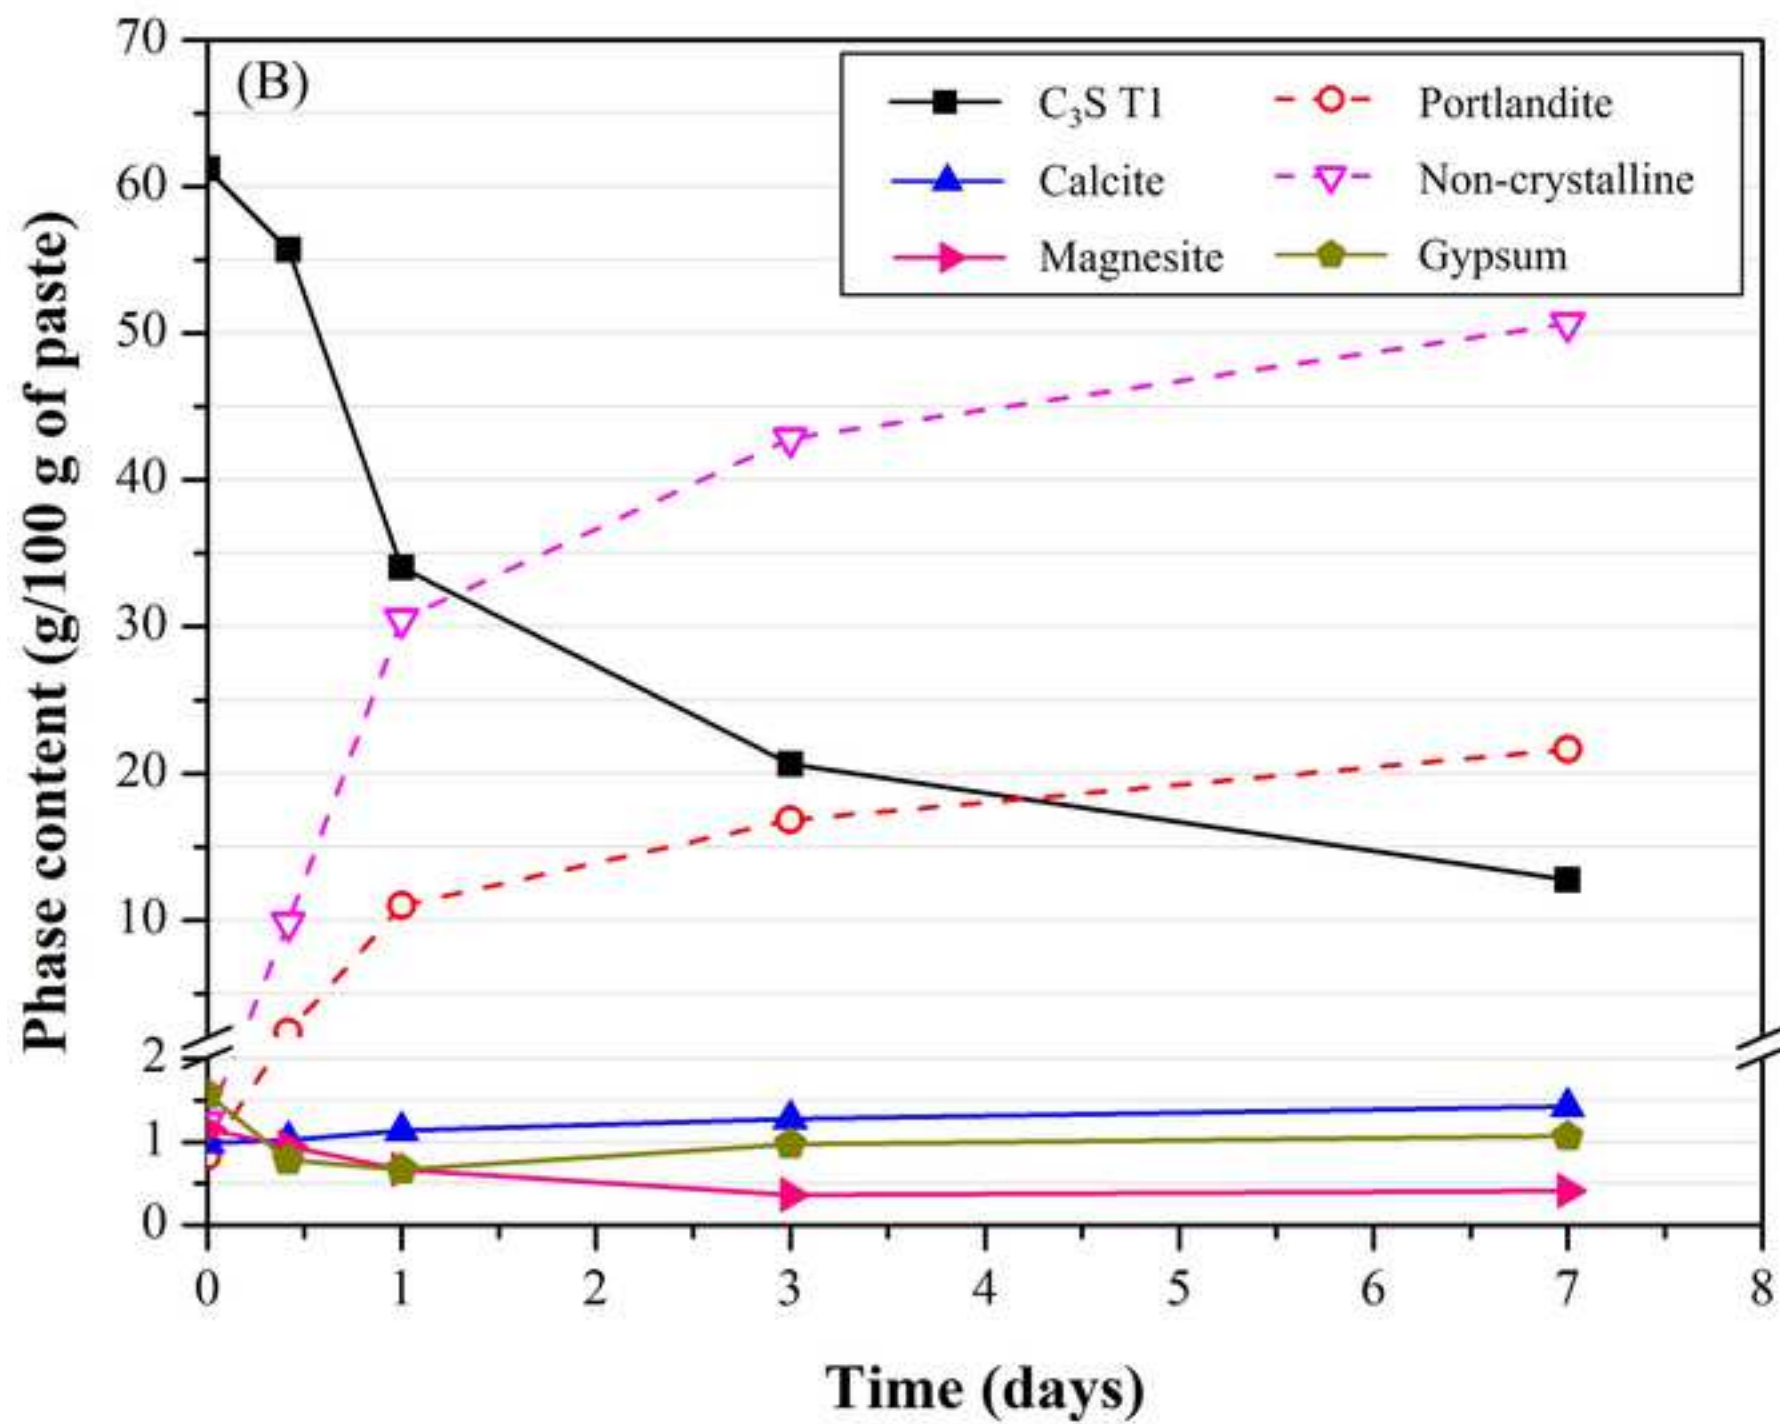 (B)
C₃S T1
Portlandite
Calcite
Non-crystalline
Magnesite
Gypsum
Phase content (g/100 g of paste)
70
60
50
40
30
20
10
2
1
0
0 1 2 3 4 5 6 7 8
Time (days)